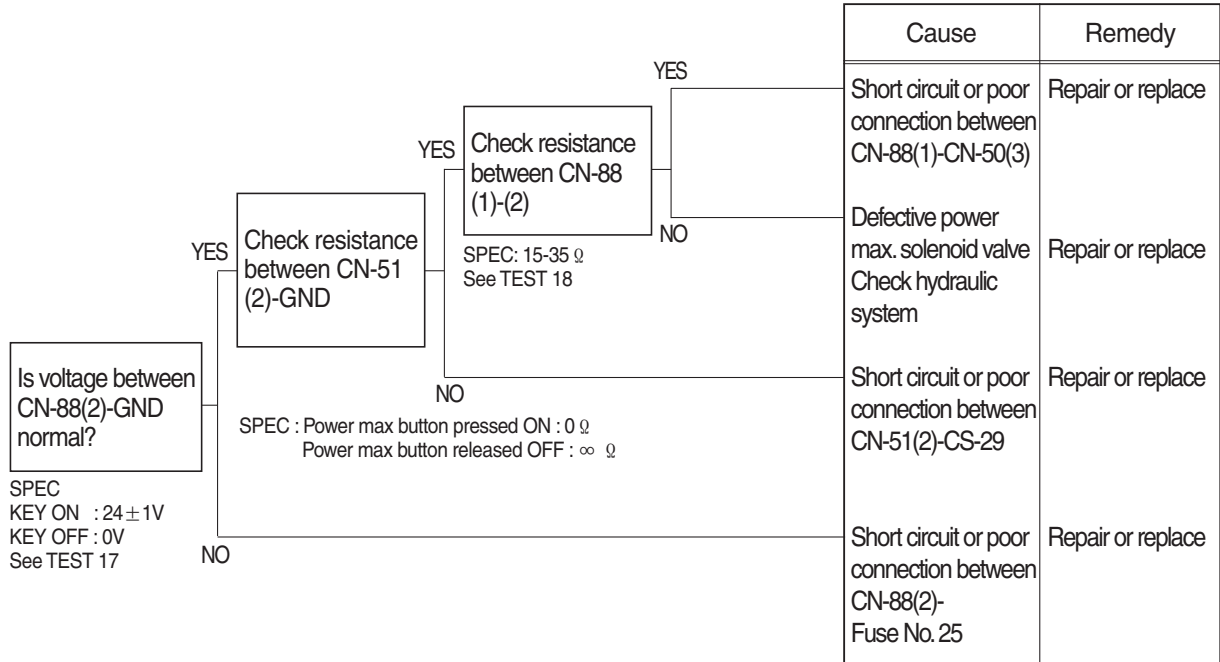 Cause
Remedy
YES
Short circuit or poor
connection between
CN-88(1)-CN-50(3)
Repair or replace
YES
Check resistance
between CN-88
(1)-(2)
NO
SPEC: 15-35 Ω
See TEST 18
Defective power
max. solenoid valve
Check hydraulic
system
Repair or replace
YES
Check resistance
between CN-51
(2)-GND
NO
SPEC : Power max button pressed ON : 0 Ω
Power max button released OFF : ∞ Ω
Short circuit or poor
connection between
CN-51(2)-CS-29
Repair or replace
Is voltage between
CN-88(2)-GND
normal?
SPEC
KEY ON : 24±1V
KEY OFF : 0V
See TEST 17
NO
Short circuit or poor
connection between
CN-88(2)-
Fuse No. 25
Repair or replace